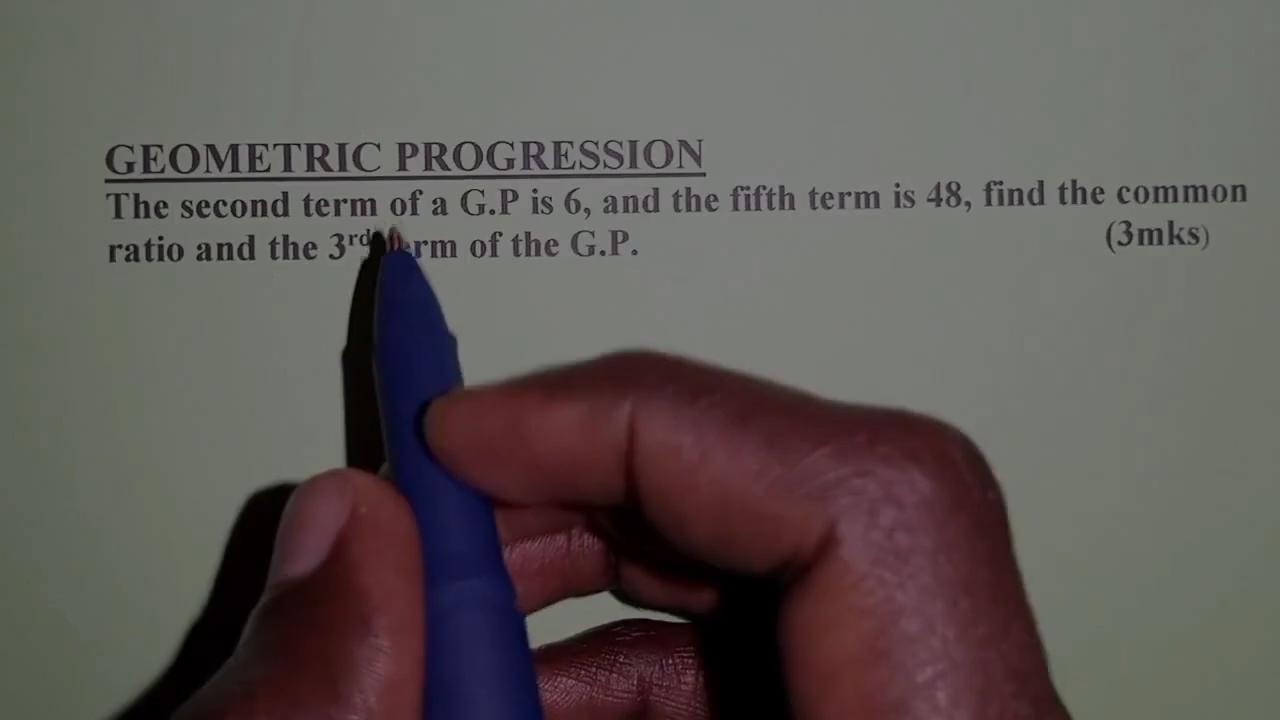 GEOMETRIC PROGRESSION
The second term of a G.P is 6, and the fifth term is 48, find the common
ratio and the 3rd term of the G.P. (3mks)